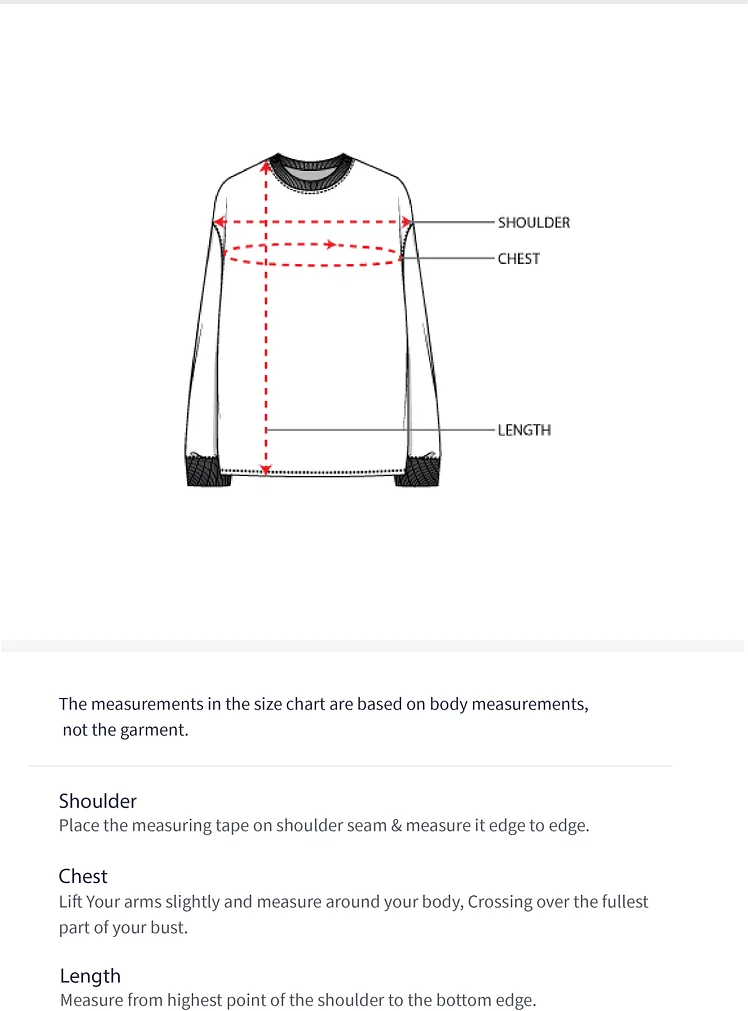 SHOULDER
CHEST
LENGTH
The measurements in the size chart are based on body measurements,
not the garment.
Shoulder
Place the measuring tape on shoulder seam & measure it edge to edge.
Chest
Lift Your arms slightly and measure around your body, Crossing over the fullest
part of your bust.
Length
Measure from highest point of the shoulder to the bottom edge.